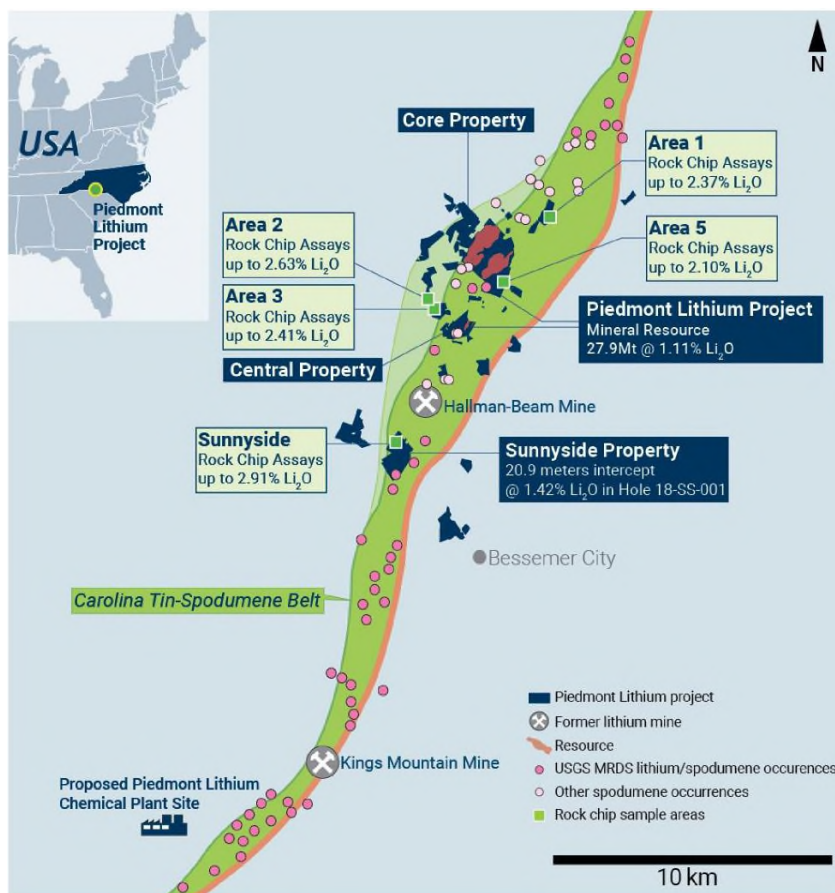 N
USA
Piedmont
Lithium
Project
Core Property
Area 1
Rock Chip Assays
up to 2.37% Li₂O
Area 2
Rock Chip Assays
up to 2.63% Li₂O
Area 5
Rock Chip Assays
up to 2.10% Li₂O
Area 3
Rock Chip Assays
up to 2.41% Li₂O
Piedmont Lithium Project
Mineral Resource
27.9Mt @ 1.11% Li₂O
Central Property
Hallman-Beam Mine
Sunnyside
Rock Chip Assays
up to 2.91% Li₂O
Sunnyside Property
20.9 meters intercept
@ 1.42% Li₂O in Hole 18-SS-001
Bessemer City
Carolina Tin-Spodumene Belt
Kings Mountain Mine
Proposed Piedmont Lithium
Chemical Plant Site
Piedmont Lithium project
Former lithium mine
Resource
USGS MRDS lithium/spodumene occurences
Other spodumene occurrences
Rock chip sample areas
10 km